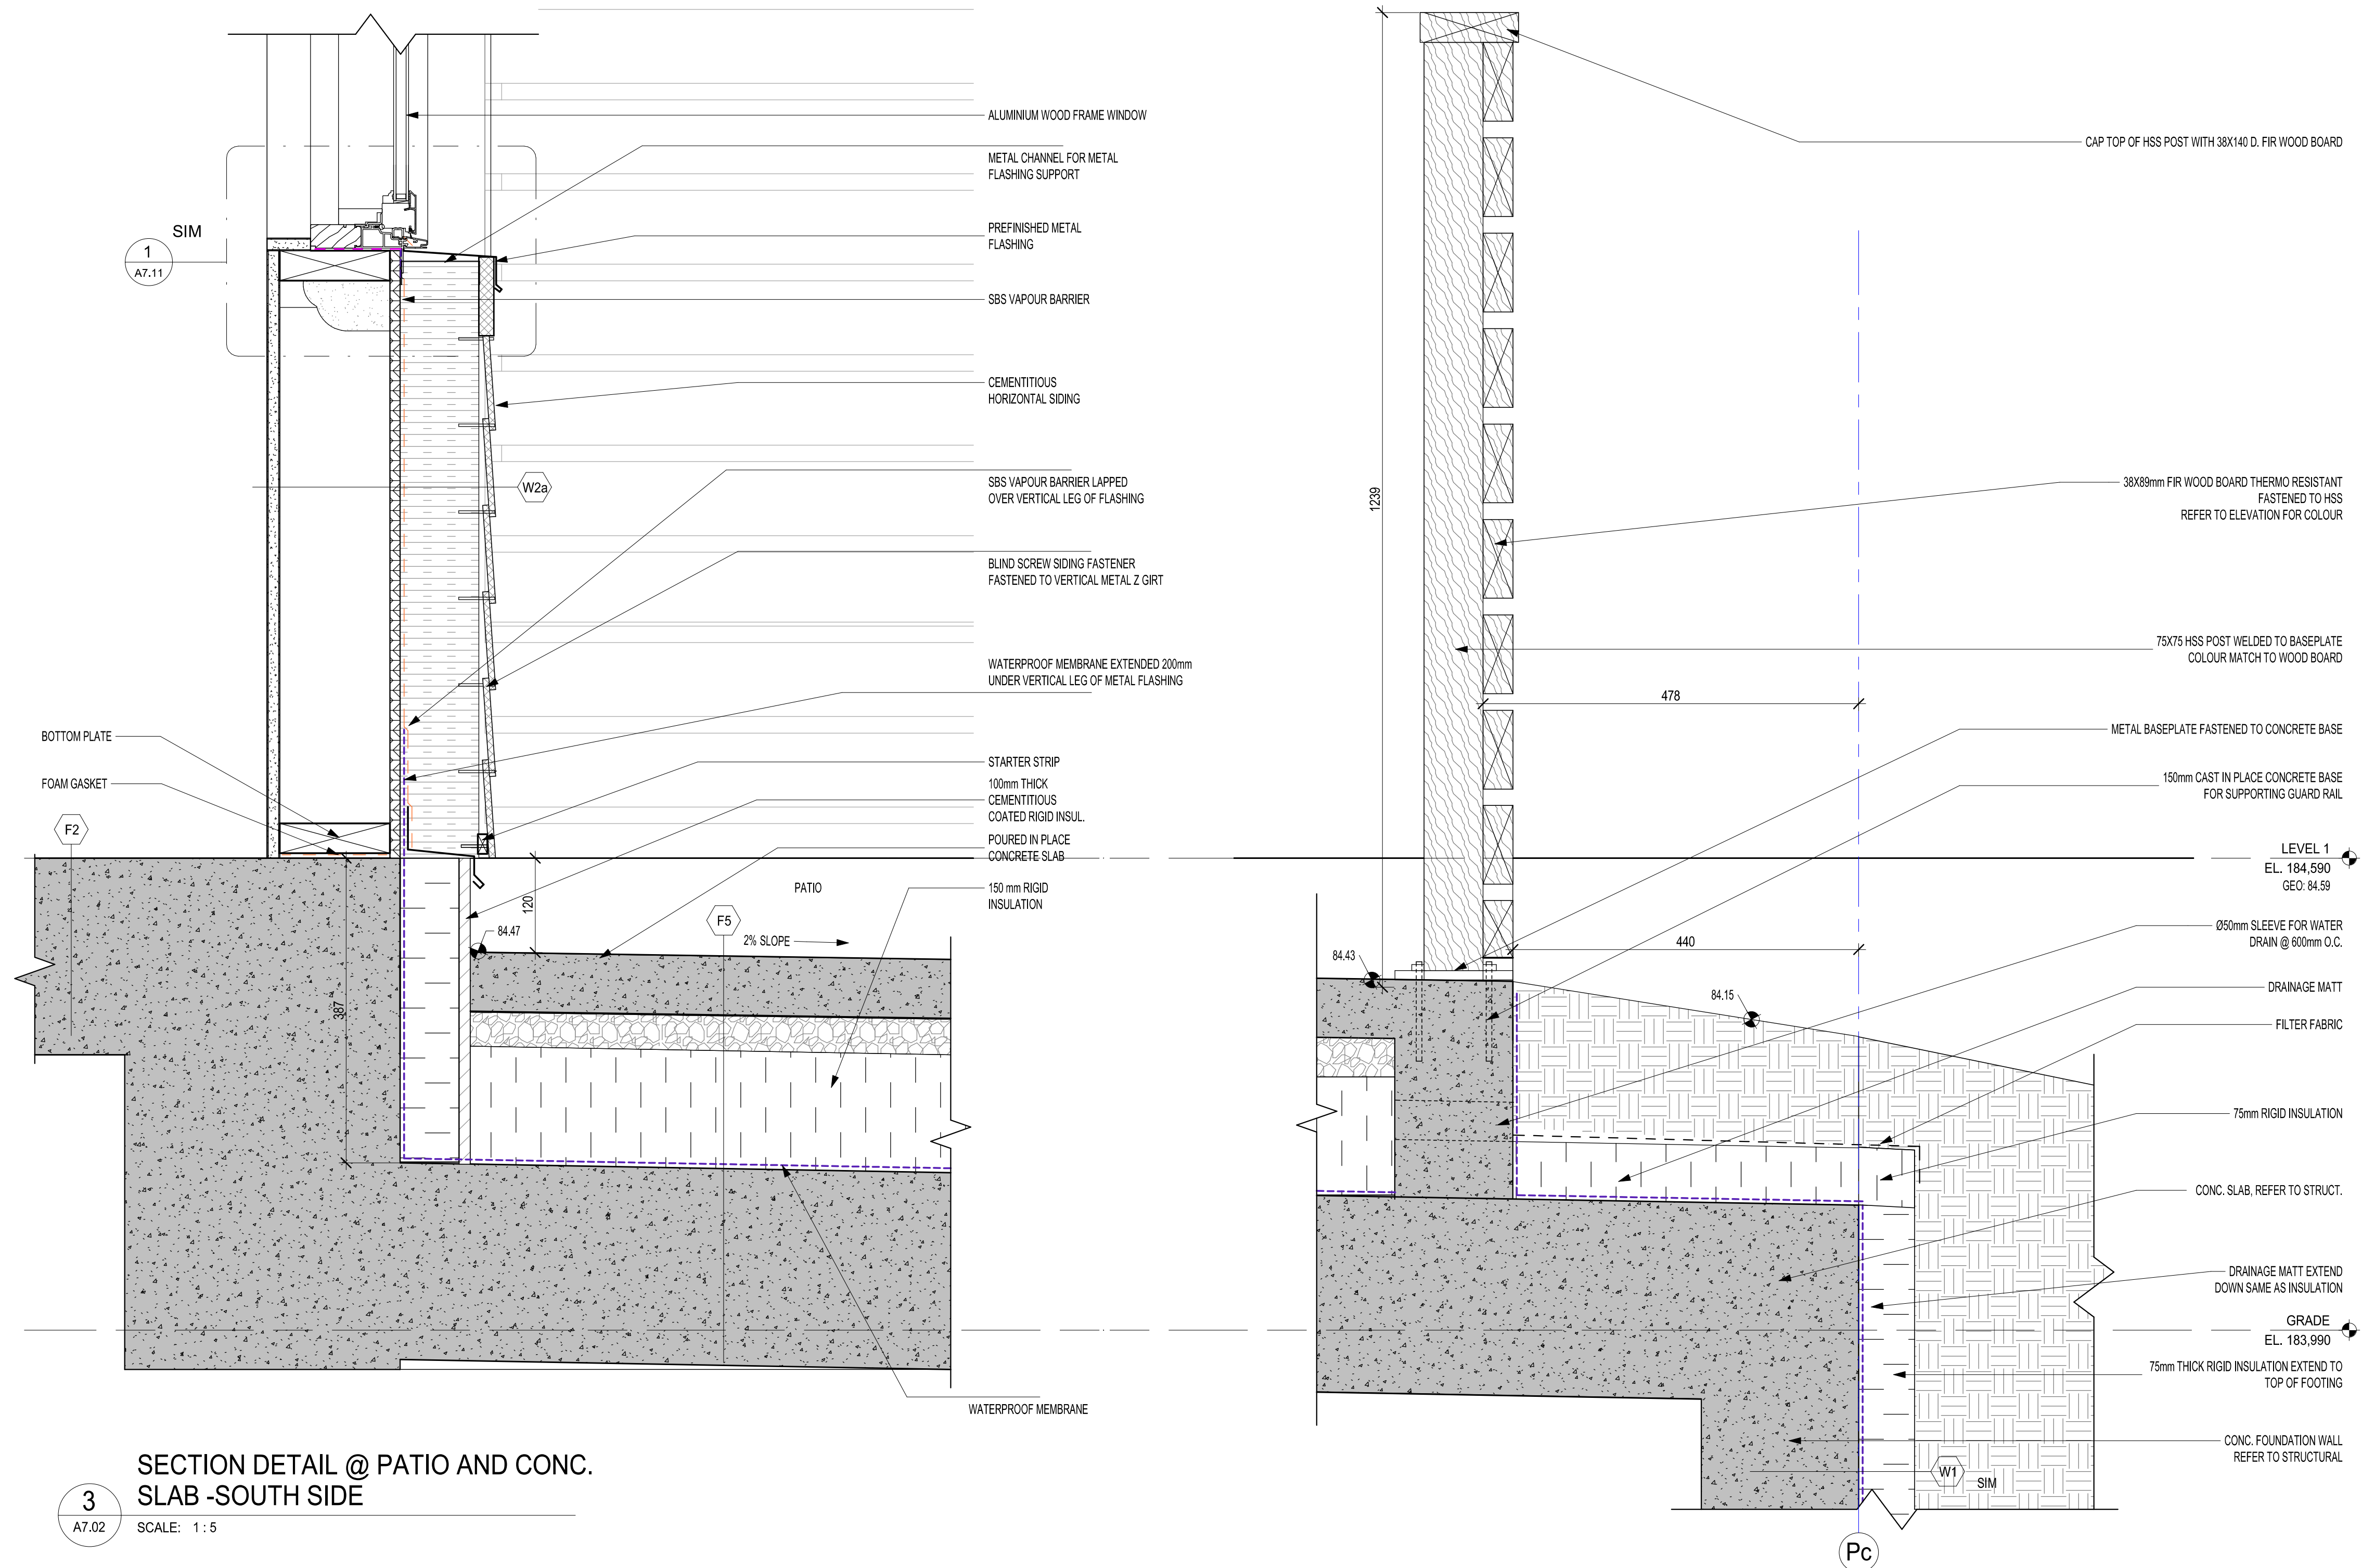 ALUMINIUM WOOD FRAME WINDOW
METAL CHANNEL FOR METAL
FLASHING SUPPORT
PREFINISHED METAL
FLASHING
SBS VAPOUR BARRIER
CEMENTITIOUS
HORIZONTAL SIDING
SBS VAPOUR BARRIER LAPPED
OVER VERTICAL LEG OF FLASHING
BLIND SCREW SIDING FASTENER
FASTENED TO VERTICAL METAL Z GIRT
WATERPROOF MEMBRANE EXTENDED 200mm
UNDER VERTICAL LEG OF METAL FLASHING
STARTER STRIP
100mm THICK
CEMENTITIOUS
COATED RIGID INSUL.
POURED IN PLACE
CONCRETE SLAB
150 mm RIGID
INSULATION
WATERPROOF MEMBRANE
SIM
1
A7.11
W2a
BOTTOM PLATE
FOAM GASKET
F2
PATIO
F5
2% SLOPE
84.47
120
387
1239
478
440
84.43
84.15
CAP TOP OF HSS POST WITH 38X140 D. FIR WOOD BOARD
38X89mm FIR WOOD BOARD THERMO RESISTANT
FASTENED TO HSS
REFER TO ELEVATION FOR COLOUR
75X75 HSS POST WELDED TO BASEPLATE
COLOUR MATCH TO WOOD BOARD
METAL BASEPLATE FASTENED TO CONCRETE BASE
150mm CAST IN PLACE CONCRETE BASE
FOR SUPPORTING GUARD RAIL
LEVEL 1
EL. 184,590
GEO: 84.59
Ø50mm SLEEVE FOR WATER
DRAIN @ 600mm O.C.
DRAINAGE MATT
FILTER FABRIC
75mm RIGID INSULATION
CONC. SLAB, REFER TO STRUCT.
DRAINAGE MATT EXTEND
DOWN SAME AS INSULATION
GRADE
EL. 183,990
75mm THICK RIGID INSULATION EXTEND TO
TOP OF FOOTING
CONC. FOUNDATION WALL
REFER TO STRUCTURAL
W1
SIM
Pc
SECTION DETAIL @ PATIO AND CONC.
SLAB -SOUTH SIDE
3
A7.02
SCALE: 1 : 5